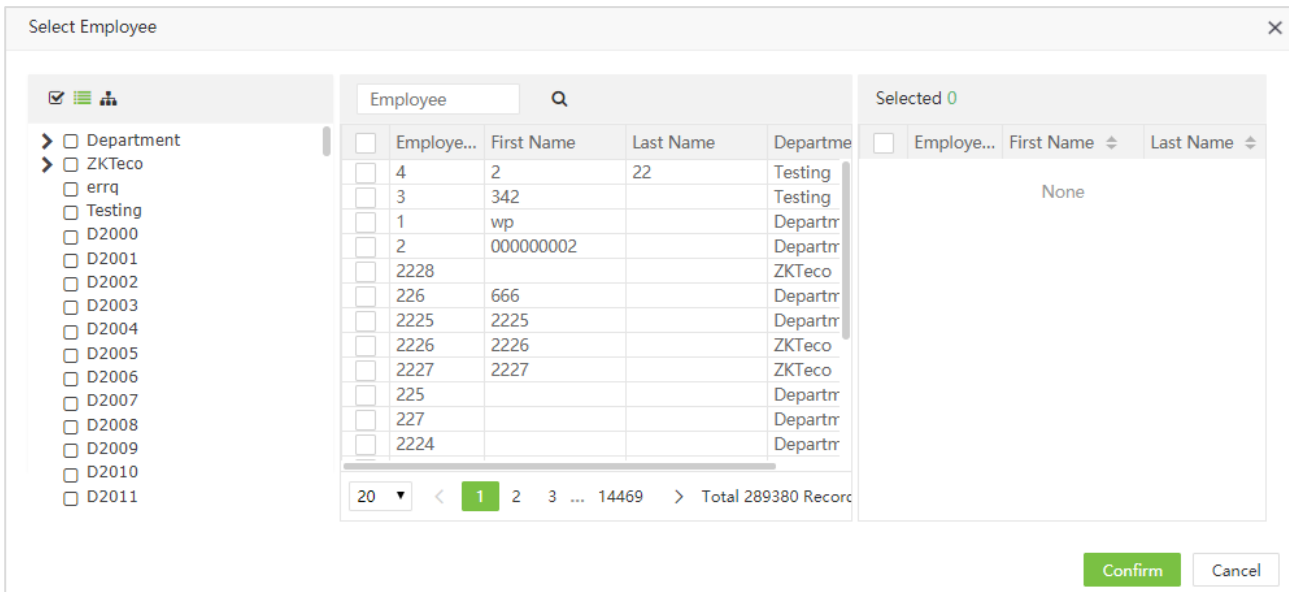 Select Employee
Employee
Selected 0
Department
ZKTeco
errq
Testing
D2000
D2001
D2002
D2003
D2004
D2005
D2006
D2007
D2008
D2009
D2010
D2011
Employe... First Name Last Name Departme
4 2 22 Testing
3 342 Testing
1 wp Departm
2 000000002 Departm
2228 ZKTeco
226 666 Departm
2225 2225 Departm
2226 2226 ZKTeco
2227 2227 ZKTeco
225 Departm
227 Departm
2224 Departm
20 < 1 2 3 ... 14469 > Total 289380 Record
Employe... First Name Last Name
None
Confirm Cancel